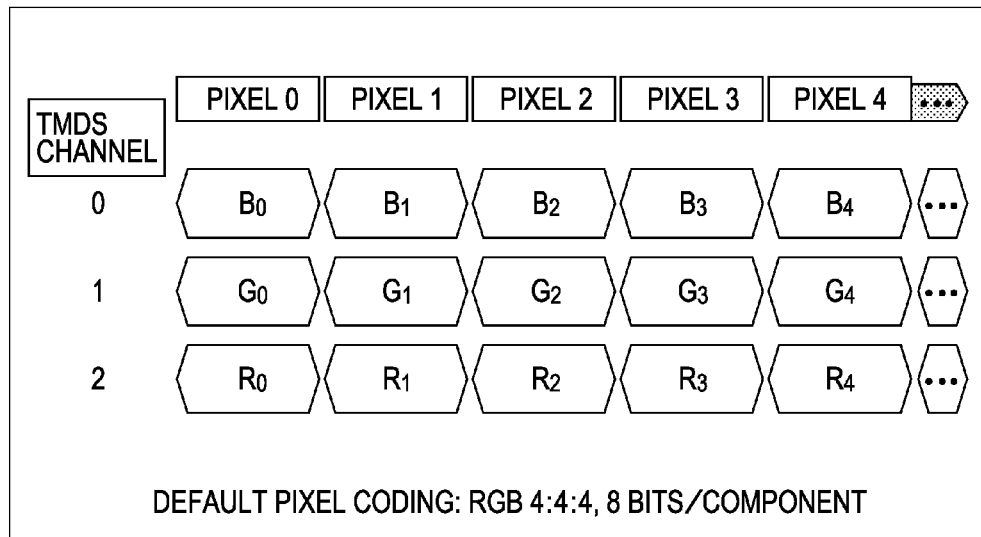 PIXEL 0 PIXEL 1 PIXEL 2 PIXEL 3 PIXEL 4 •••
TMDS
CHANNEL
0 B0 B1 B2 B3 B4 •••
1 G0 G1 G2 G3 G4 •••
2 R0 R1 R2 R3 R4 •••
DEFAULT PIXEL CODING: RGB 4:4:4, 8 BITS/COMPONENT